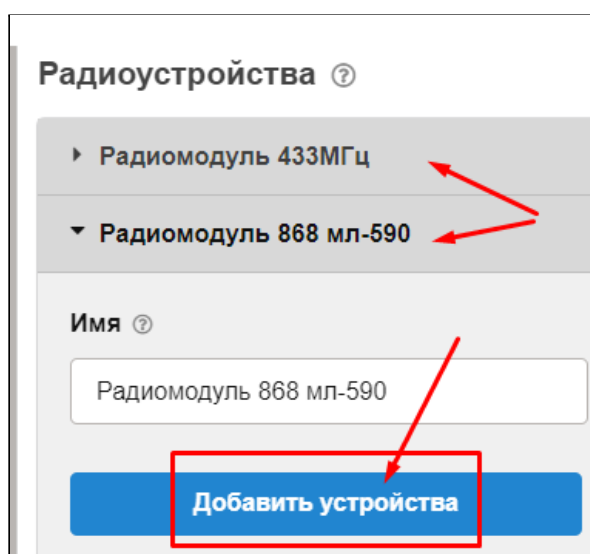 Радиоустройства ?
Радиомодуль 433МГц
Радиомодуль 868 мл-590
Имя ?
Радиомодуль 868 мл-590
Добавить устройства